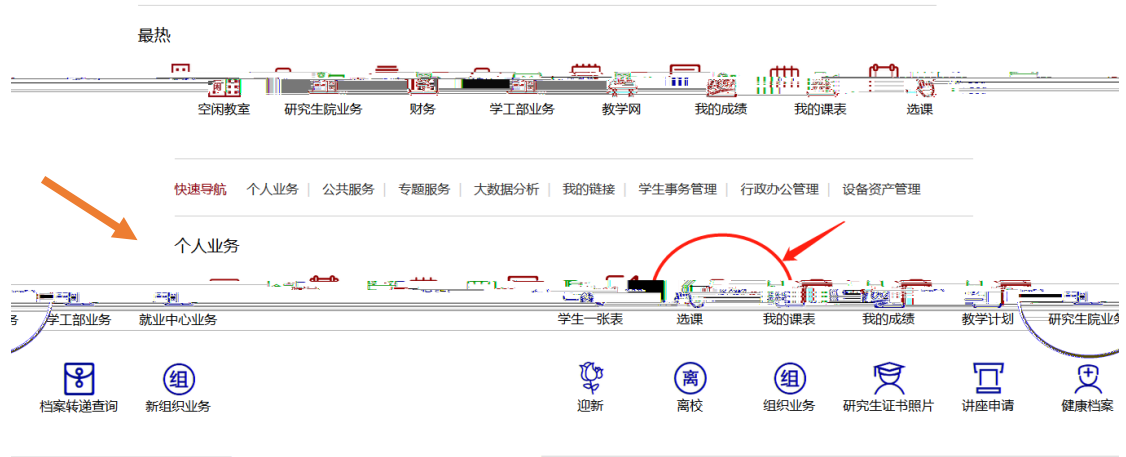 最热
空闲教室 研究生院业务 财务 学工部业务 教学网 我的成绩 我的课表 选课
快速导航 个人业务 | 公共服务 | 专题服务 | 大数据分析 | 我的链接 | 学生事务管理 | 行政办公管理 | 设备资产管理
个人业务
学工部业务 就业中心业务 学生一张表 选课 我的课表 我的成绩 教学计划 研究生院业务
组 离 组
档案转递查询 新组织业务 迎新 离校 组织业务 研究生证书照片 讲座申请 健康档案